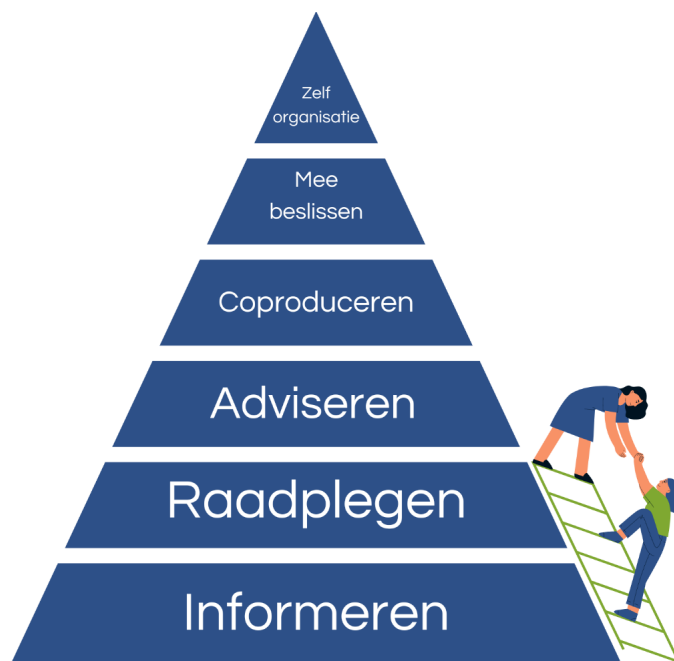 Zelf
organisatie
Mee
beslissen
Coproduceren
Adviseren
Raadplegen
Informeren